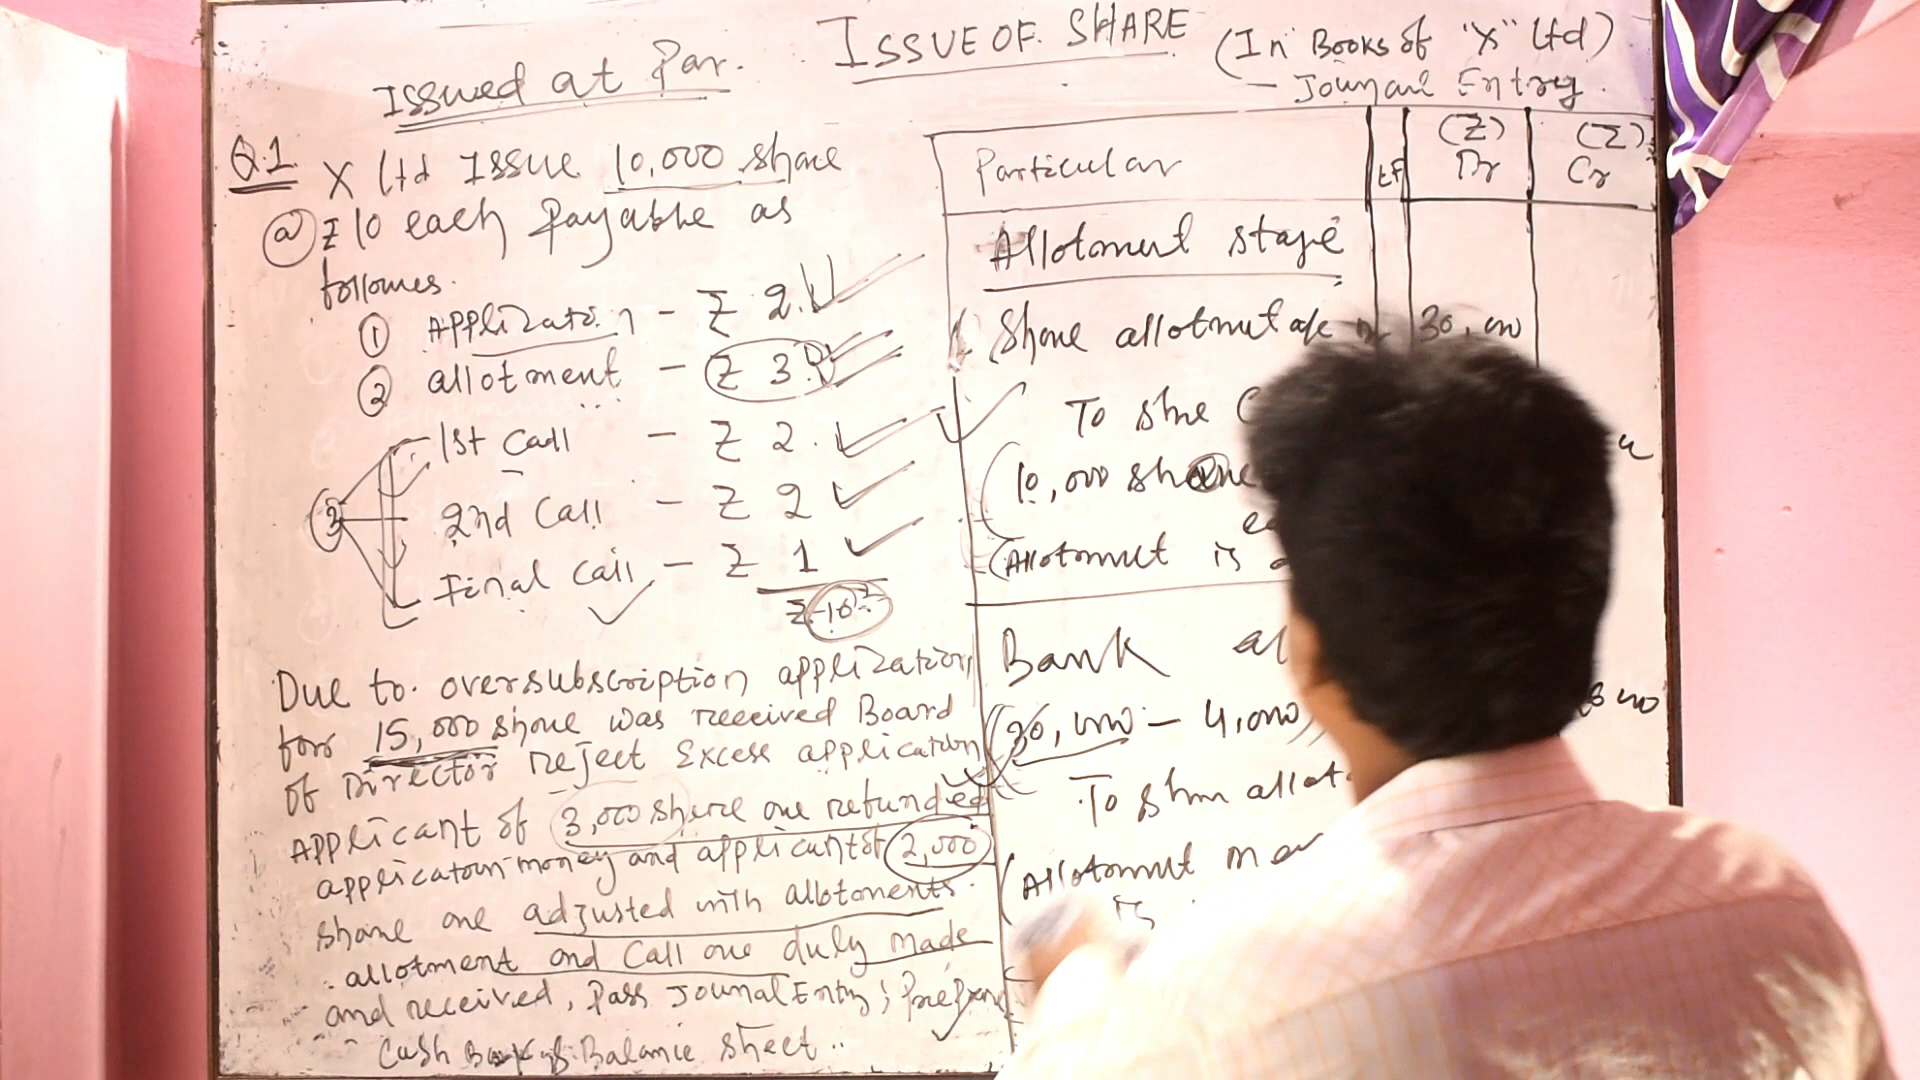 ISSUE OF SHARE
Issued at Par.
(In Books of "X" Ltd)
- Journal Entry.
Q.1 X Ltd Issue 10,000 share
@ ₹10 each Payable as
follows.
① Application - ₹ 2.
② allotment - ₹ 3.
③ 1st Call - ₹ 2.
2nd Call - ₹ 2
Final Call - ₹ 1
₹ 10
Due to oversubscription application
for 15,000 share was received Board
of Director reject Excess application
Applicant of 3,000 share are refunded
application money and applicant of 2,000
share are adjusted with allotments.
allotment and Call are duly made
and received, Pass Journal Entry; Prepare
Cash Book & Balance sheet..
Particular LF (₹) Dr (₹) Cr
Allotment stage
Share allotment a/c 30,000
To share
(10,000 share
(Allotment is
Bank
(30,000 - 4,000)
To share allot
(Allotment
is